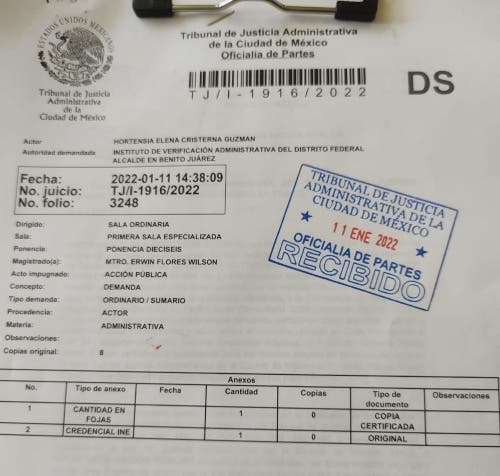 ESTADOS UNIDOS MEXICANOS
Tribunal de Justicia
Administrativa
de la
Ciudad de México
Tribunal de Justicia Administrativa
de la Ciudad de México
Oficialia de Partes
TJ/I-1916/2022
DS
Actor HORTENSIA ELENA CRISTERNA GUZMAN
Autoridad demandada INSTITUTO DE VERIFICACIÓN ADMINISTRATIVA DEL DISTRITO FEDERAL
ALCALDE EN BENITO JUÁREZ
Fecha: 2022-01-11 14:38:09
No. juicio: TJ/I-1916/2022
No. folio: 3248
TRIBUNAL DE JUSTICIA
ADMINISTRATIVA DE LA
CIUDAD DE MÉXICO
11 ENE 2022
OFICIALIA DE PARTES
RECIBIDO
Dirigido: SALA ORDINARIA
Sala: PRIMERA SALA ESPECIALIZADA
Ponencia: PONENCIA DIECISEIS
Magistrado(a): MTRO. ERWIN FLORES WILSON
Acto impugnado: ACCIÓN PÚBLICA
Concepto: DEMANDA
Tipo demanda: ORDINARIO / SUMARIO
Procedencia: ACTOR
Materia: ADMINISTRATIVA
Observaciones:
Copias original: 6
Anexos
No. Tipo de anexo Fecha Cantidad Copias Tipo de documento Observaciones
1 CANTIDAD EN FOJAS 1 0 COPIA CERTIFICADA
2 CREDENCIAL INE 1 0 ORIGINAL